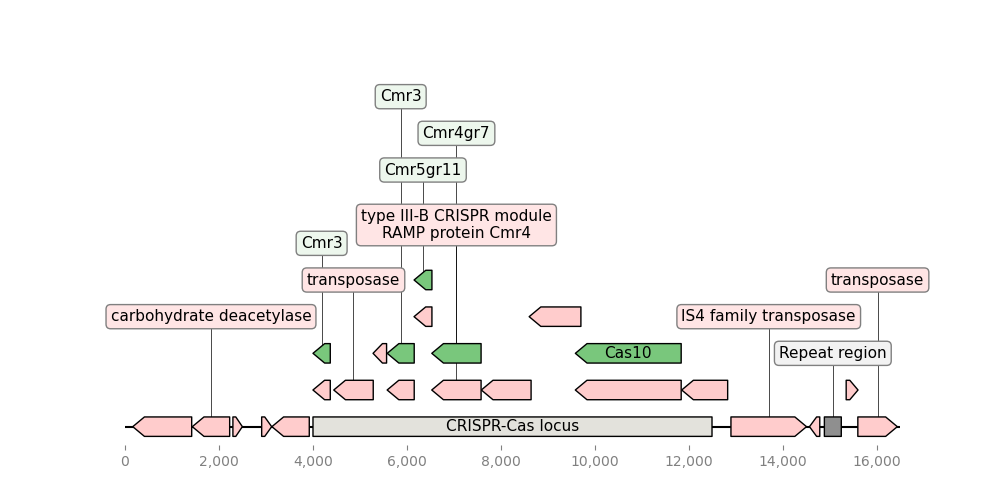 Cmr3
Cmr4gr7
Cmr5gr11
type III-B CRISPR module
RAMP protein Cmr4
Cmr3
transposase
transposase
carbohydrate deacetylase
IS4 family transposase
Cas10
Repeat region
CRISPR-Cas locus
0 2,000 4,000 6,000 8,000 10,000 12,000 14,000 16,000